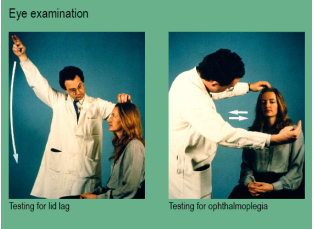 Eye examination
Testing for lid lag
Testing for ophthalmoplegia